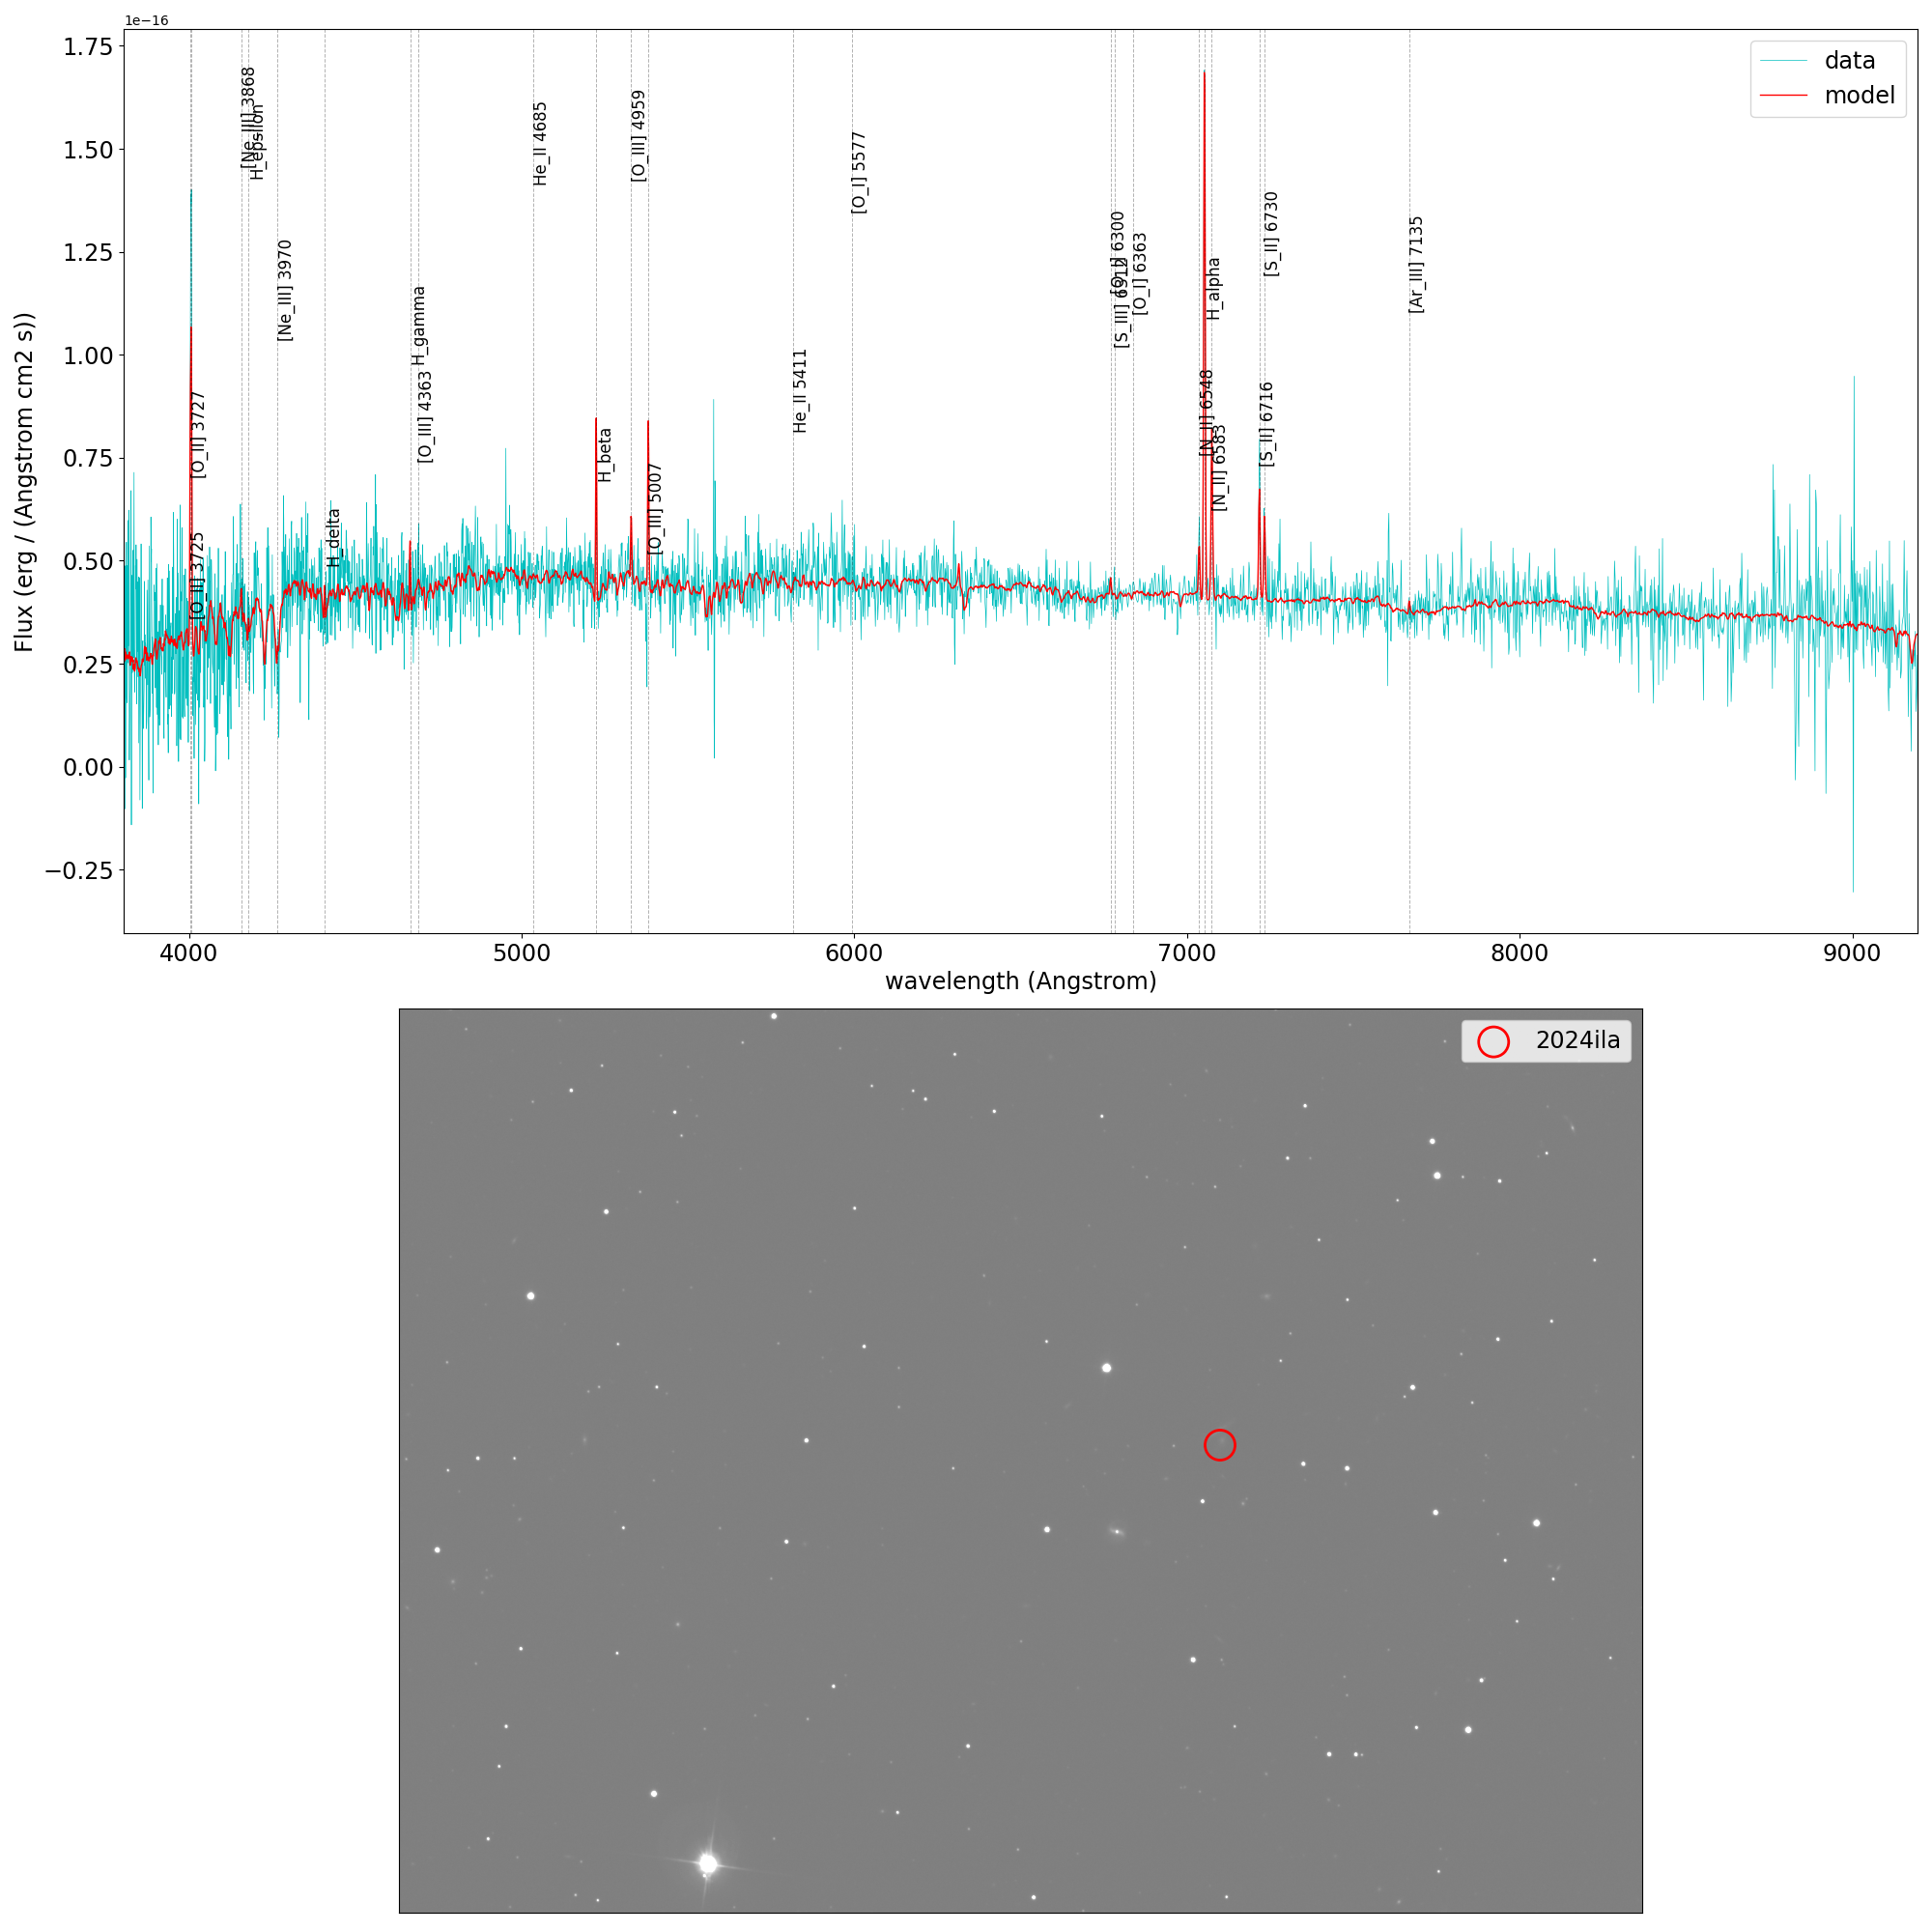 1e−16
1.75
1.50
1.25
1.00
0.75
0.50
0.25
0.00
−0.25
Flux (erg / (Angstrom cm2 s))
data
model
[O_II] 3725
[O_II] 3727
[Ne_III] 3868
H_epsilon
[Ne_III] 3970
H_delta
H_gamma
[O_III] 4363
He_II 4685
H_beta
[O_III] 4959
[O_III] 5007
He_II 5411
[O_I] 5577
[O_I] 6300
[S_III] 6312
[O_I] 6363
[N_II] 6548
H_alpha
[N_II] 6583
[S_II] 6716
[S_II] 6730
[Ar_III] 7135
4000
5000
6000
7000
8000
9000
wavelength (Angstrom)
2024ila